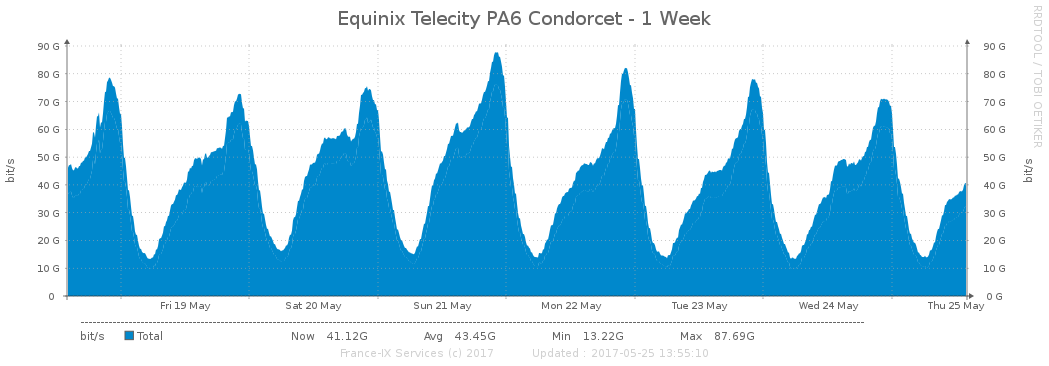 Equinix Telecity PA6 Condorcet - 1 Week
RRDTOOL / TOBI OETIKER
bit/s
90 G
80 G
70 G
60 G
50 G
40 G
30 G
20 G
10 G
0
90 G
80 G
70 G
60 G
50 G
40 G
30 G
20 G
10 G
0 G
bit/s
Fri 19 May Sat 20 May Sun 21 May Mon 22 May Tue 23 May Wed 24 May Thu 25 May
bit/s Total Now 41.12G Avg 43.45G Min 13.22G Max 87.69G
France-IX Services (c) 2017 Updated : 2017-05-25 13:55:10